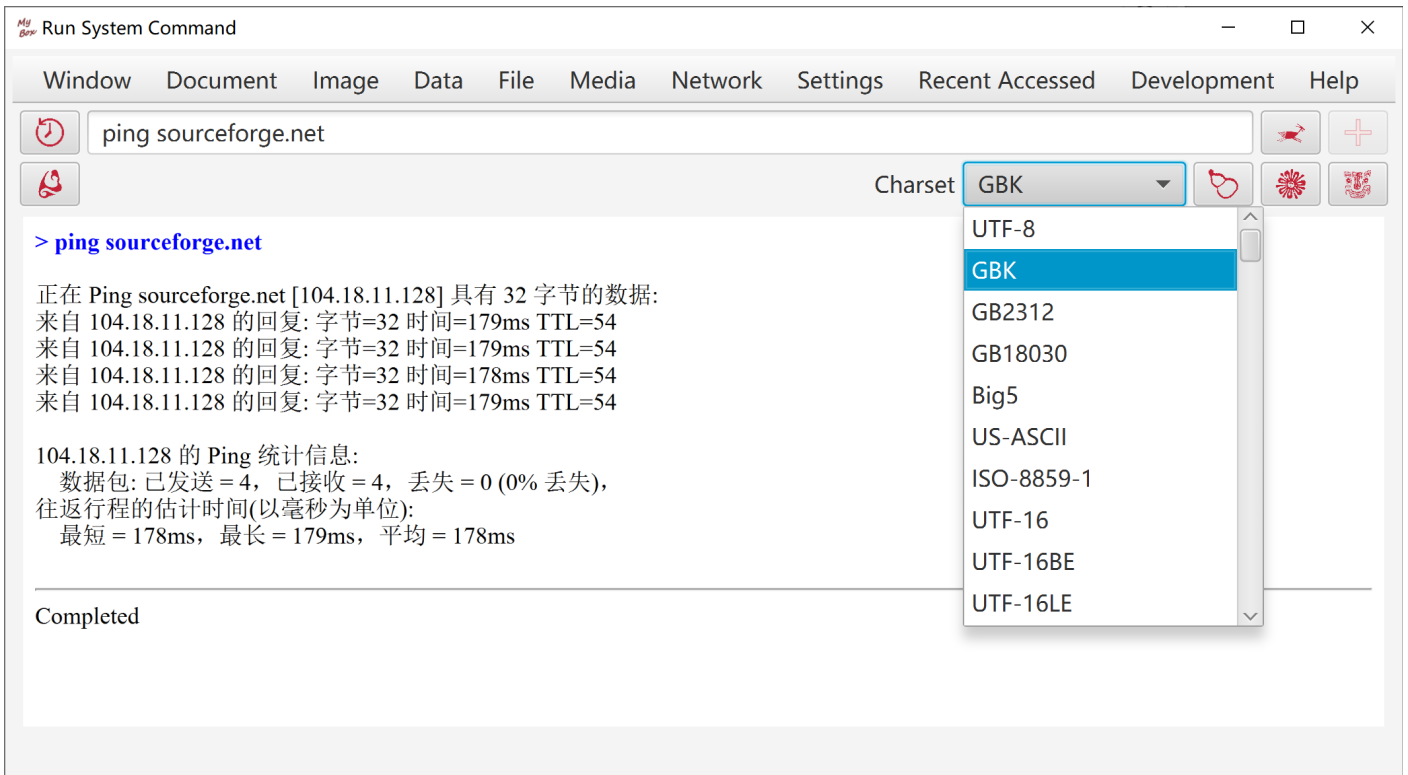 My Box Run System Command
Window Document Image Data File Media Network Settings Recent Accessed Development Help
ping sourceforge.net
Charset GBK
> ping sourceforge.net
正在 Ping sourceforge.net [104.18.11.128] 具有 32 字节的数据:
来自 104.18.11.128 的回复: 字节=32 时间=179ms TTL=54
来自 104.18.11.128 的回复: 字节=32 时间=179ms TTL=54
来自 104.18.11.128 的回复: 字节=32 时间=178ms TTL=54
来自 104.18.11.128 的回复: 字节=32 时间=179ms TTL=54
104.18.11.128 的 Ping 统计信息:
数据包: 已发送 = 4，已接收 = 4，丢失 = 0 (0% 丢失)，
往返行程的估计时间(以毫秒为单位):
最短 = 178ms，最长 = 179ms，平均 = 178ms
Completed
UTF-8
GBK
GB2312
GB18030
Big5
US-ASCII
ISO-8859-1
UTF-16
UTF-16BE
UTF-16LE